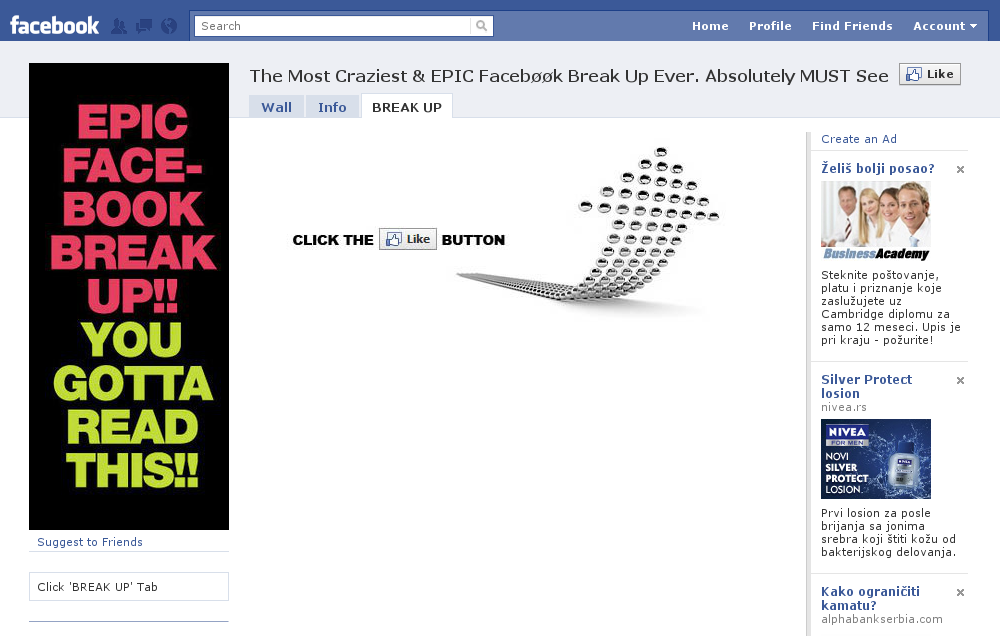 facebook
Search
Home Profile Find Friends Account
EPIC
FACE-
BOOK
BREAK
UP!!
YOU
GOTTA
READ
THIS!!
Suggest to Friends
Click 'BREAK UP' Tab
The Most Craziest & EPIC Facebøøk Break Up Ever. Absolutely MUST See
Like
Wall Info BREAK UP
CLICK THE Like BUTTON
Create an Ad
Želiš bolji posao?
BusinessAcademy
Steknite poštovanje,
platu i priznanje koje
zaslužujete uz
Cambridge diplomu za
samo 12 meseci. Upis je
pri kraju - požurite!
Silver Protect
losion
nivea.rs
NIVEA
FOR MEN
NOVI
SILVER
PROTECT
LOSION.
Prvi losion za posle
brijanja sa jonima
srebra koji štiti kožu od
bakterijskog delovanja.
Kako ograničiti
kamatu?
alphabankserbia.com